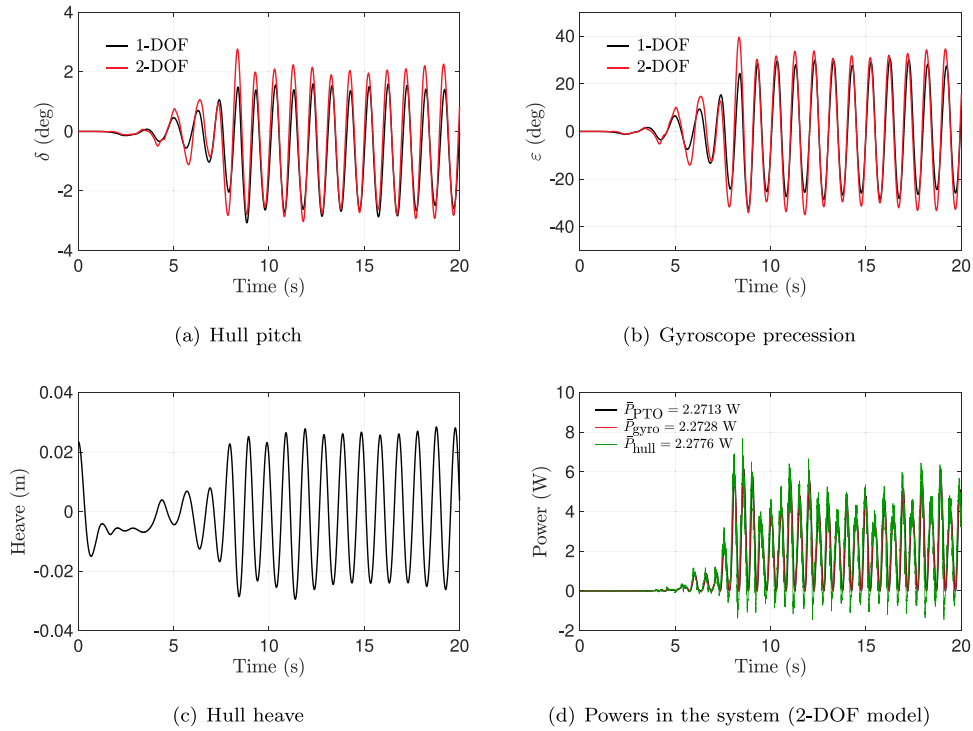 4
2
0
-2
-4
δ (deg)
1-DOF
2-DOF
0 5 10 15 20
Time (s)
(a) Hull pitch
40
20
0
-20
-40
ε (deg)
1-DOF
2-DOF
0 5 10 15 20
Time (s)
(b) Gyroscope precession
0.04
0.02
0
-0.02
-0.04
Heave (m)
0 5 10 15 20
Time (s)
(c) Hull heave
10
8
6
4
2
0
-2
Power (W)
P̄PTO = 2.2713 W
P̄gyro = 2.2728 W
P̄hull = 2.2776 W
0 5 10 15 20
Time (s)
(d) Powers in the system (2-DOF model)